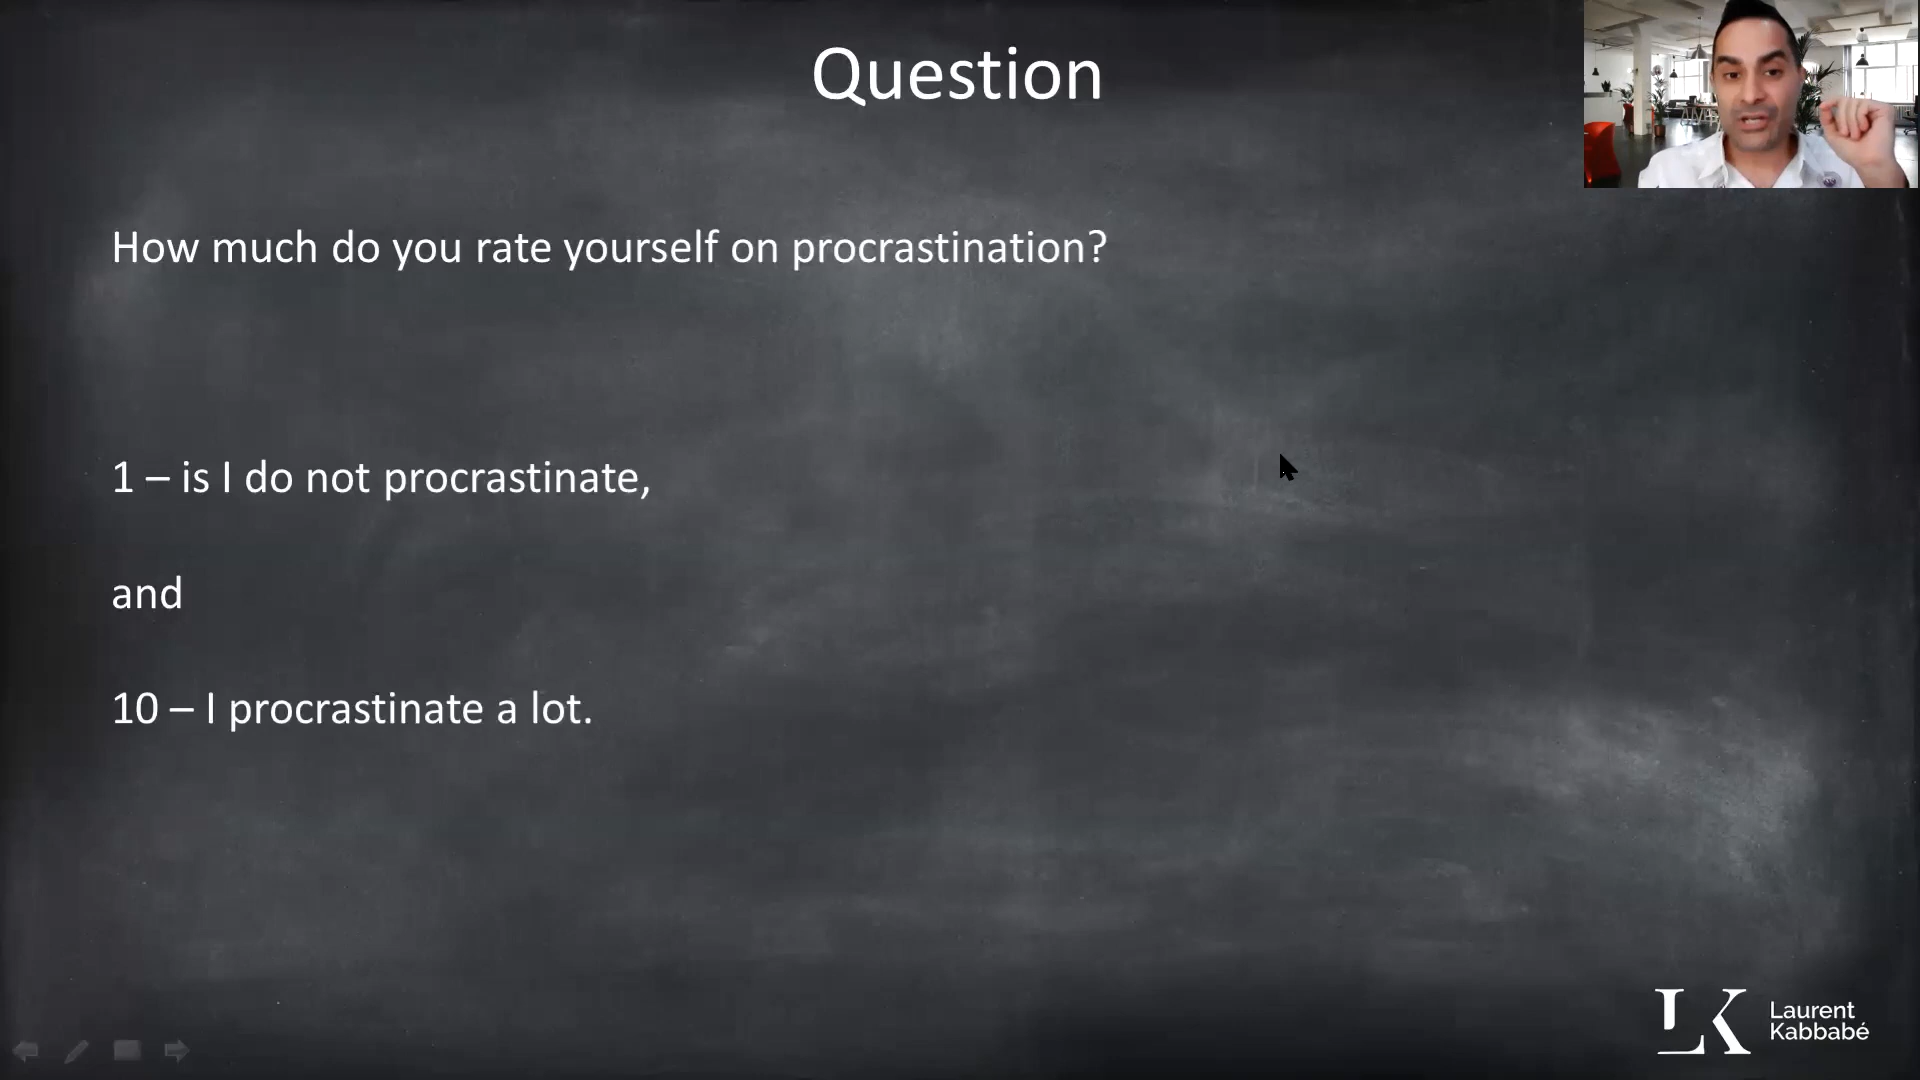 Question
How much do you rate yourself on procrastination?
1 – is I do not procrastinate,
and
10 – I procrastinate a lot.
LK
Laurent
Kabbabé